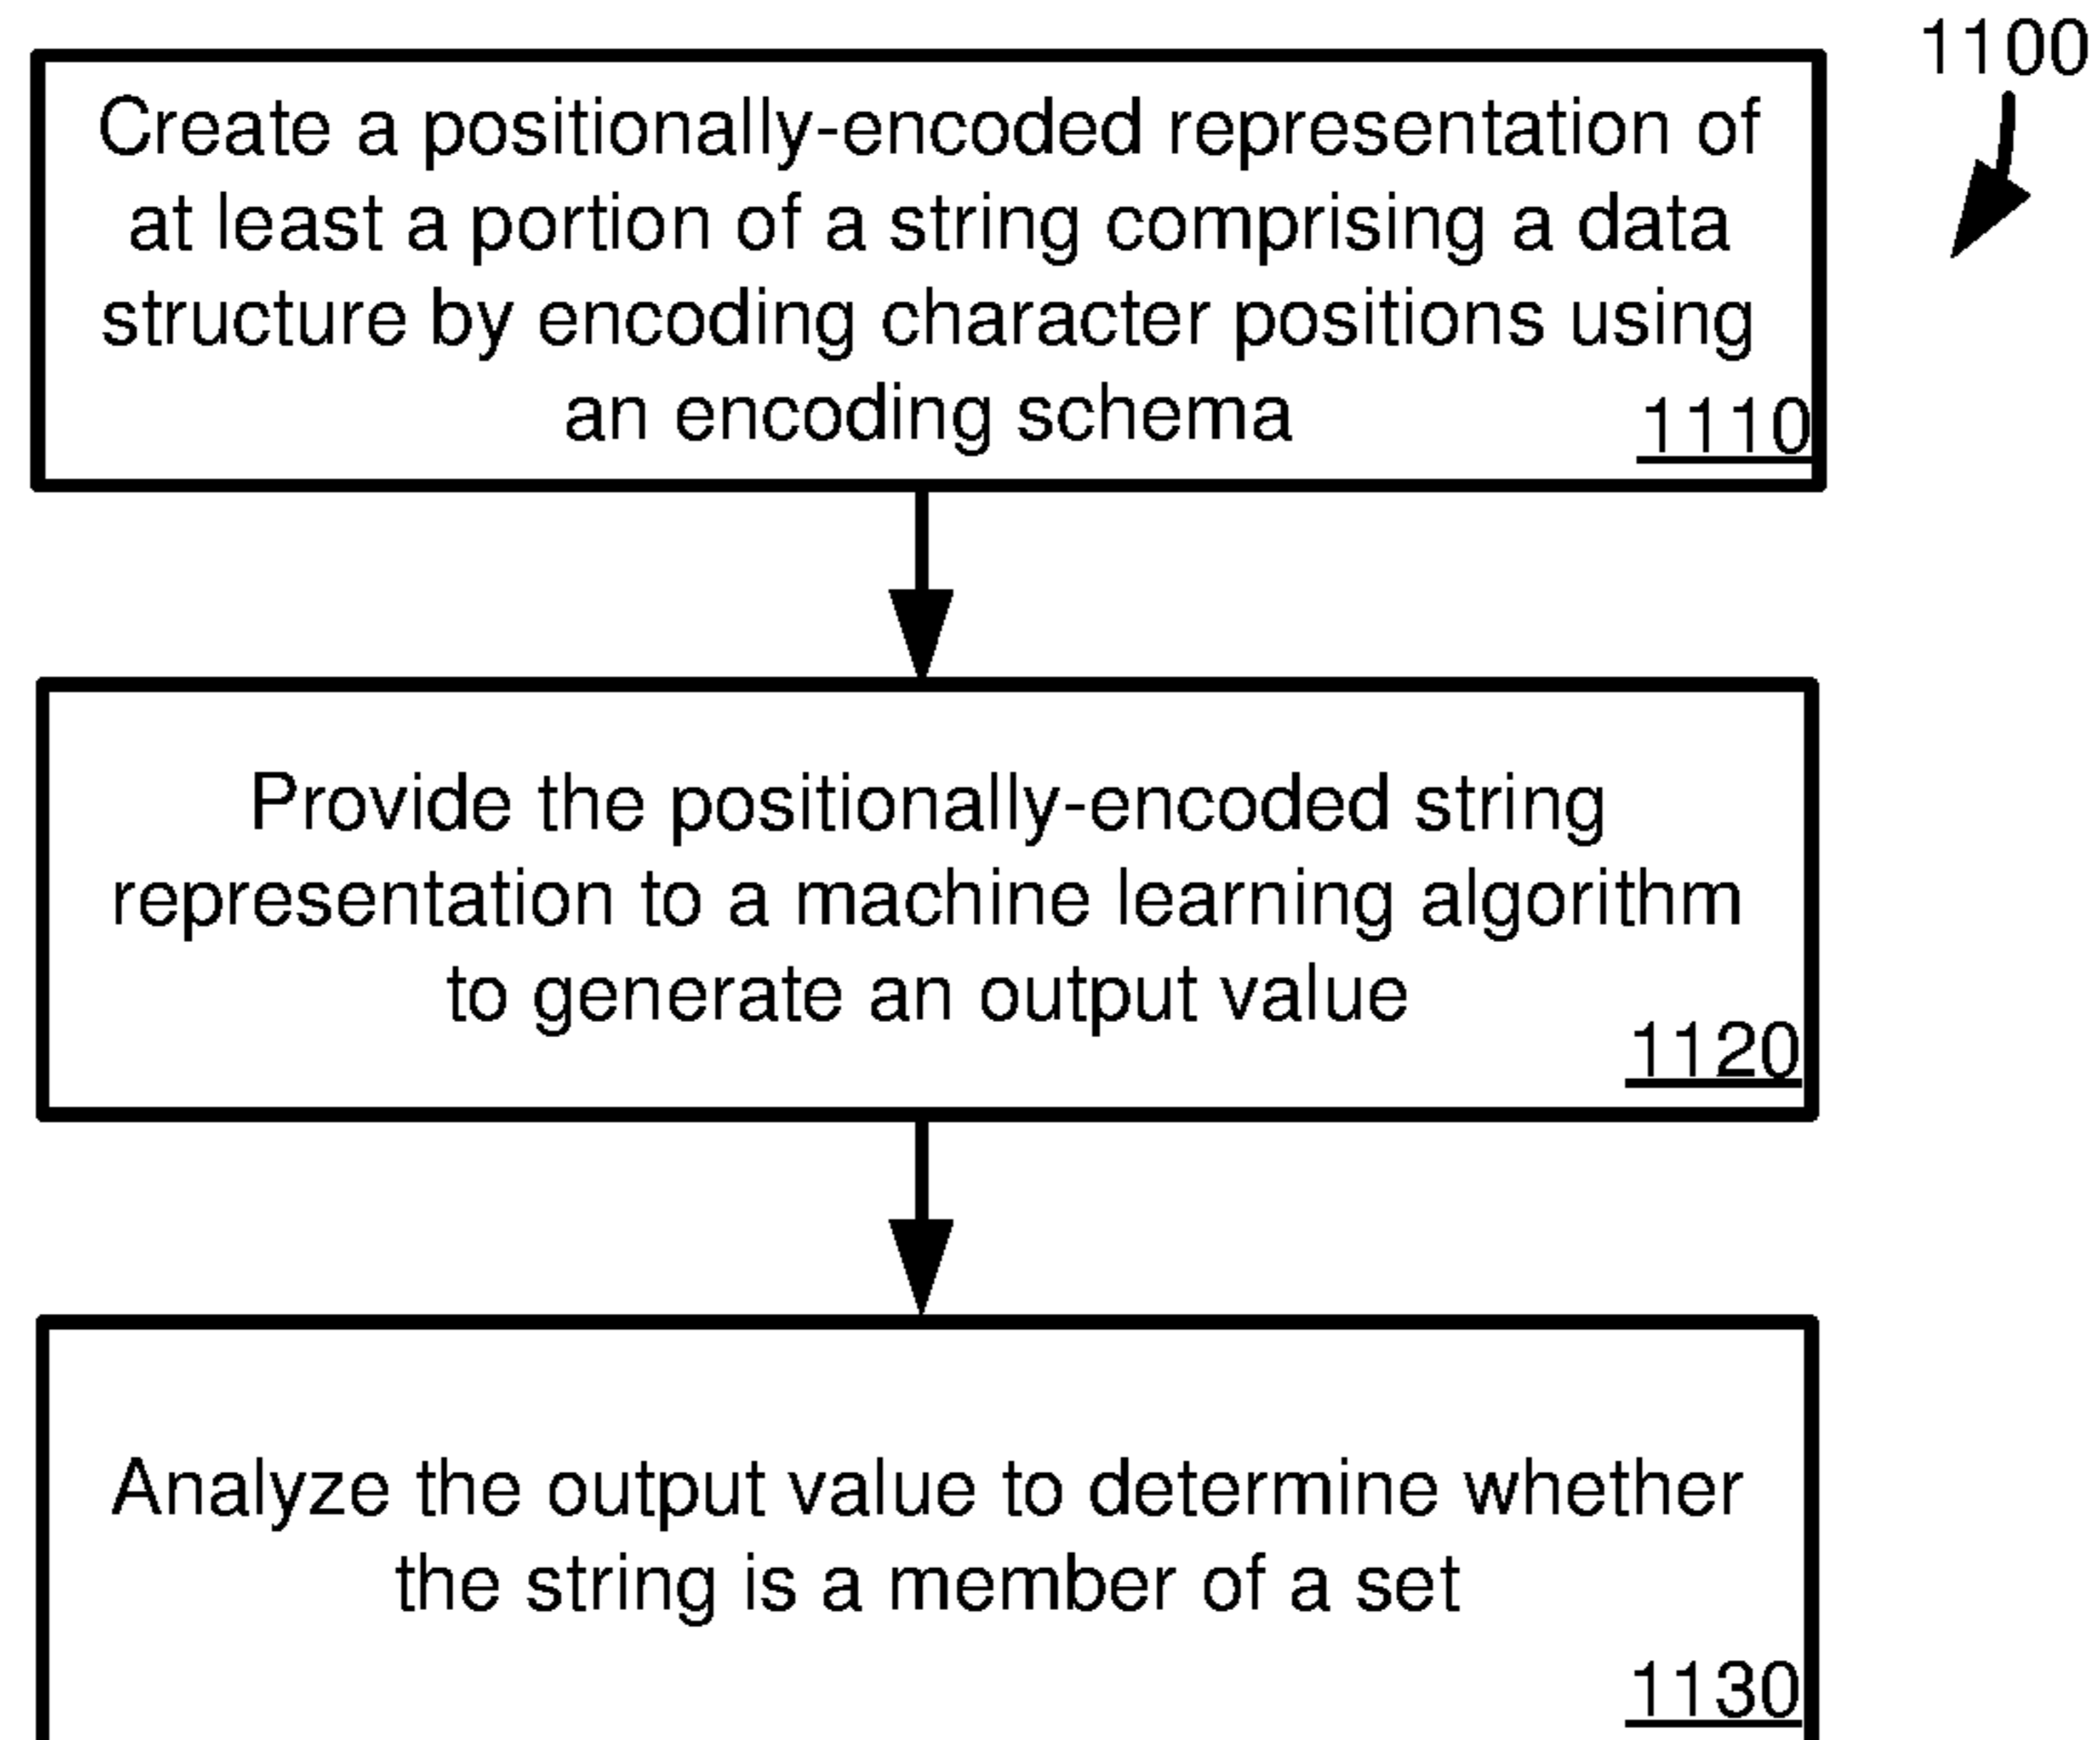 1100
Create a positionally-encoded representation of
at least a portion of a string comprising a data
structure by encoding character positions using
an encoding schema
1110
Provide the positionally-encoded string
representation to a machine learning algorithm
to generate an output value
1120
Analyze the output value to determine whether
the string is a member of a set
1130